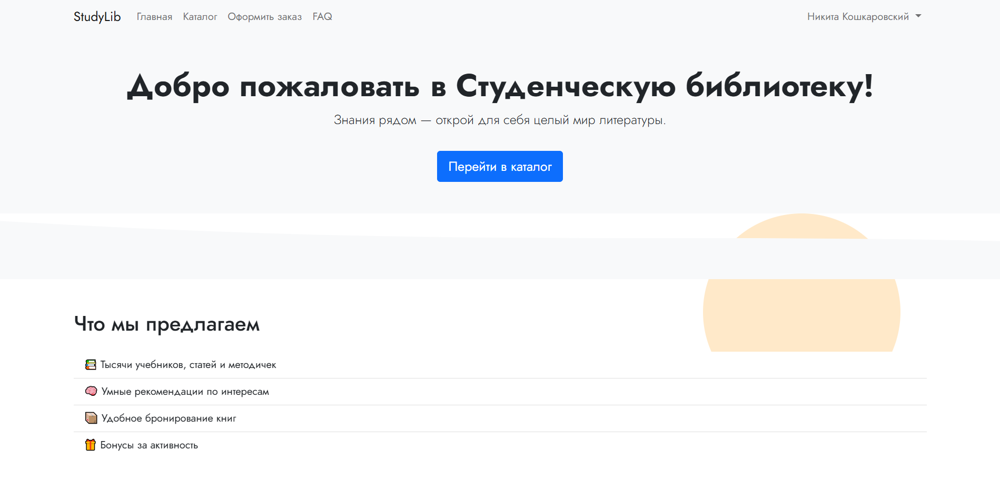 StudyLib Главная Каталог Оформить заказ FAQ Никита Кошкаровский
Добро пожаловать в Студенческую библиотеку!
Знания рядом — открой для себя целый мир литературы.
Перейти в каталог
Что мы предлагаем
Тысячи учебников, статей и методичек
Умные рекомендации по интересам
Удобное бронирование книг
Бонусы за активность